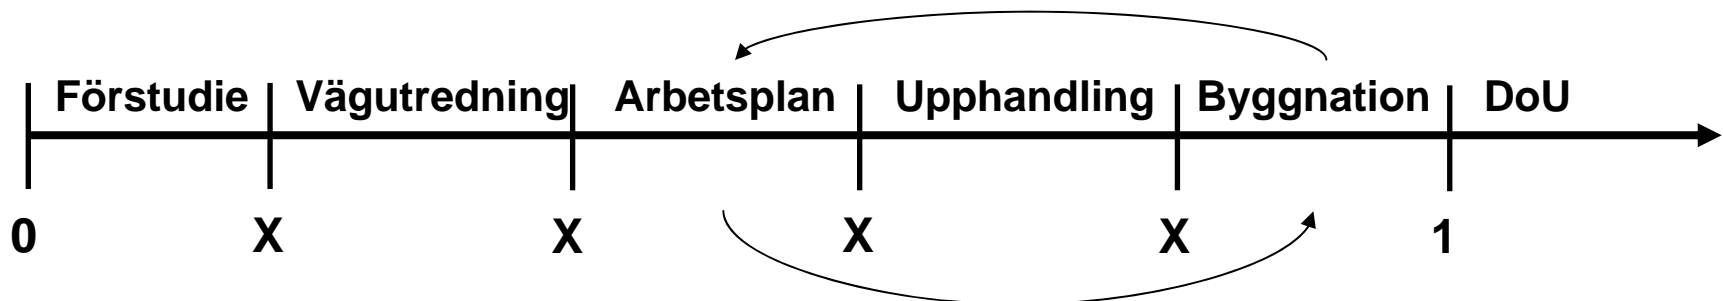 Förstudie Vägutredning Arbetsplan Upphandling Byggnation DoU
0 X X X X 1